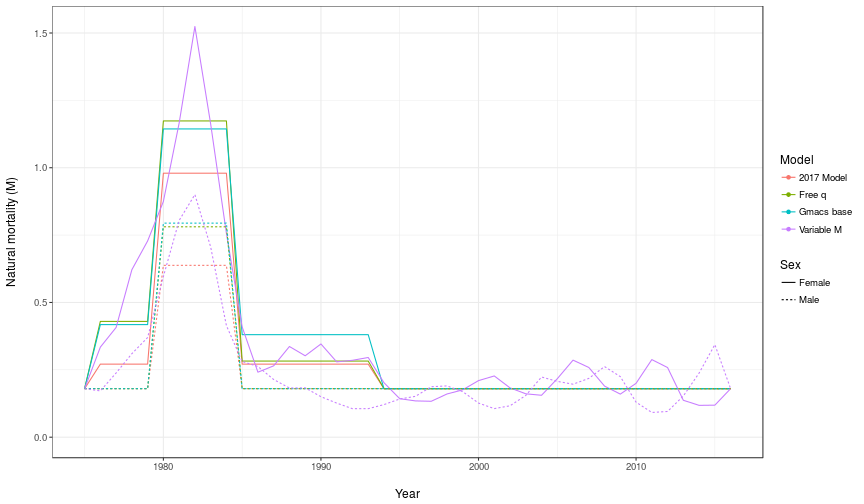 1.5
1.0
0.5
0.0
Natural mortality (M)
1980
1990
2000
2010
Year
Model
2017 Model
Free q
Gmacs base
Variable M
Sex
Female
Male